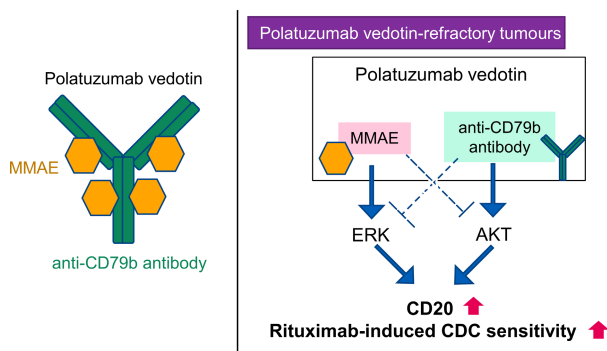 Polatuzumab vedotin
MMAE
anti-CD79b antibody
Polatuzumab vedotin-refractory tumours
Polatuzumab vedotin
MMAE
anti-CD79b
antibody
ERK
AKT
CD20
Rituximab-induced CDC sensitivity